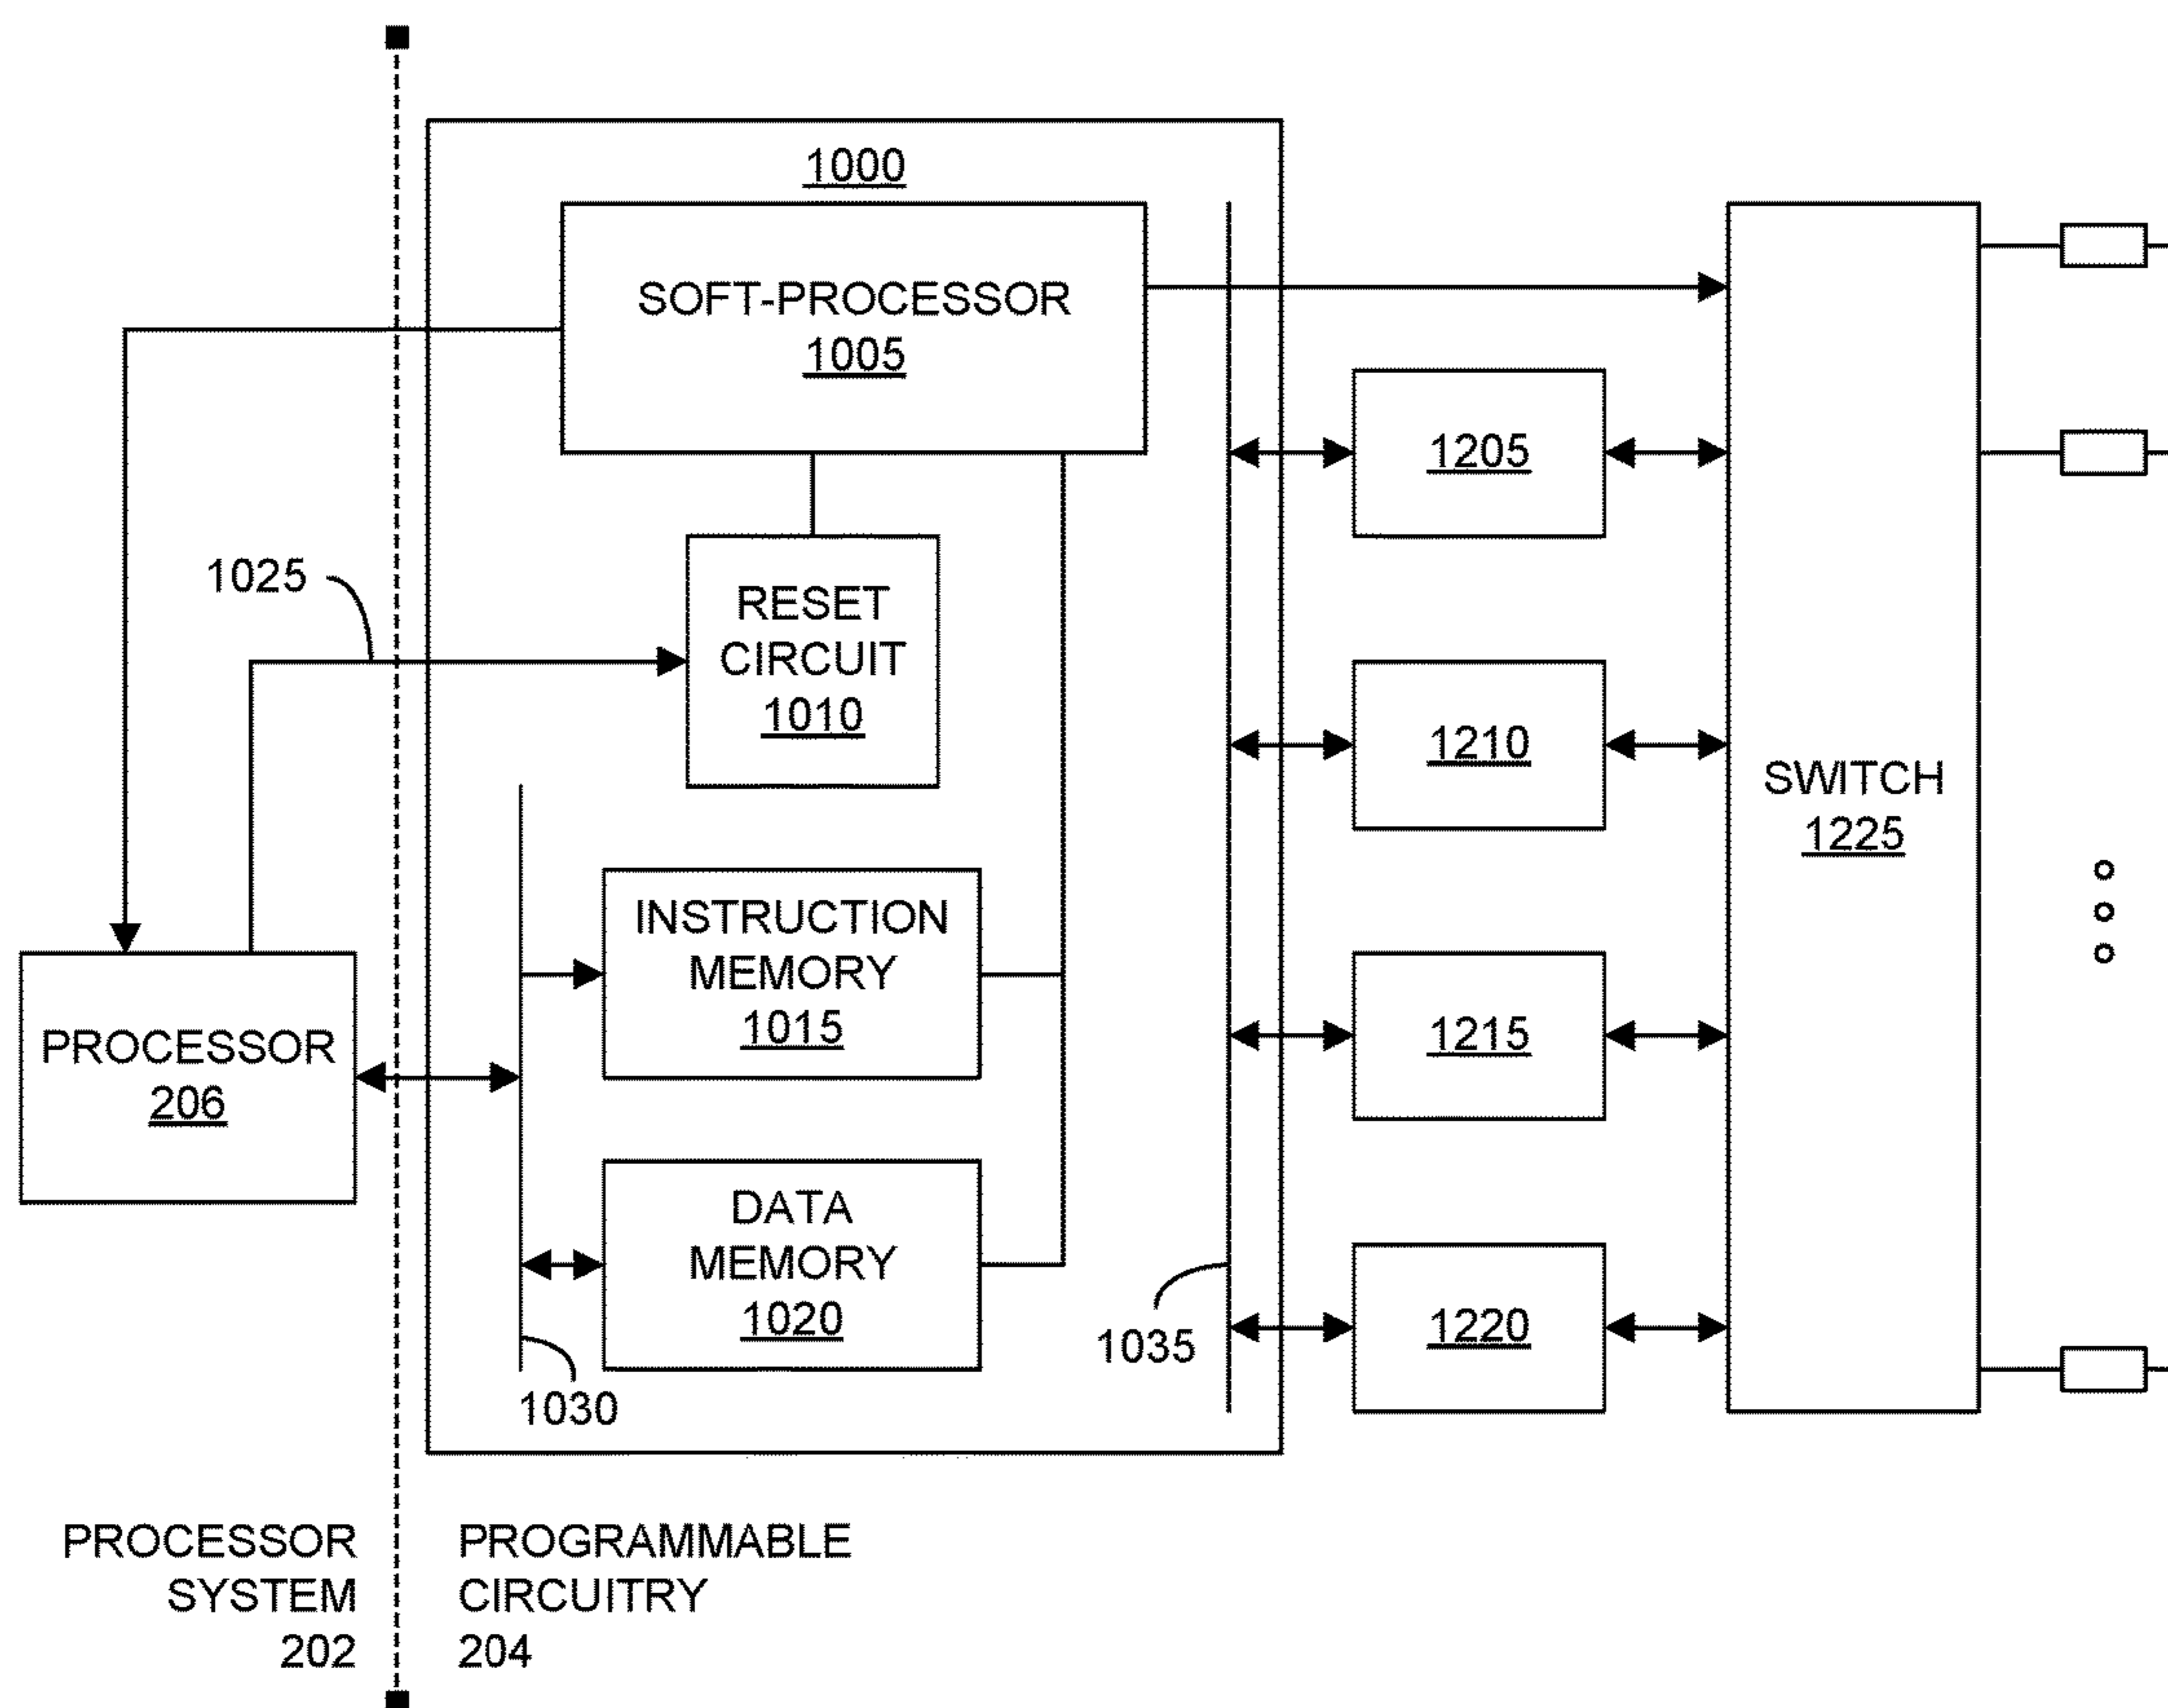 1000
SOFT-PROCESSOR
1005
1205
1025
RESET
CIRCUIT
1010
1210
SWITCH
1225
INSTRUCTION
MEMORY
1015
PROCESSOR
206
1215
DATA
MEMORY
1020
1035
1220
1030
PROCESSOR
SYSTEM
202
PROGRAMMABLE
CIRCUITRY
204